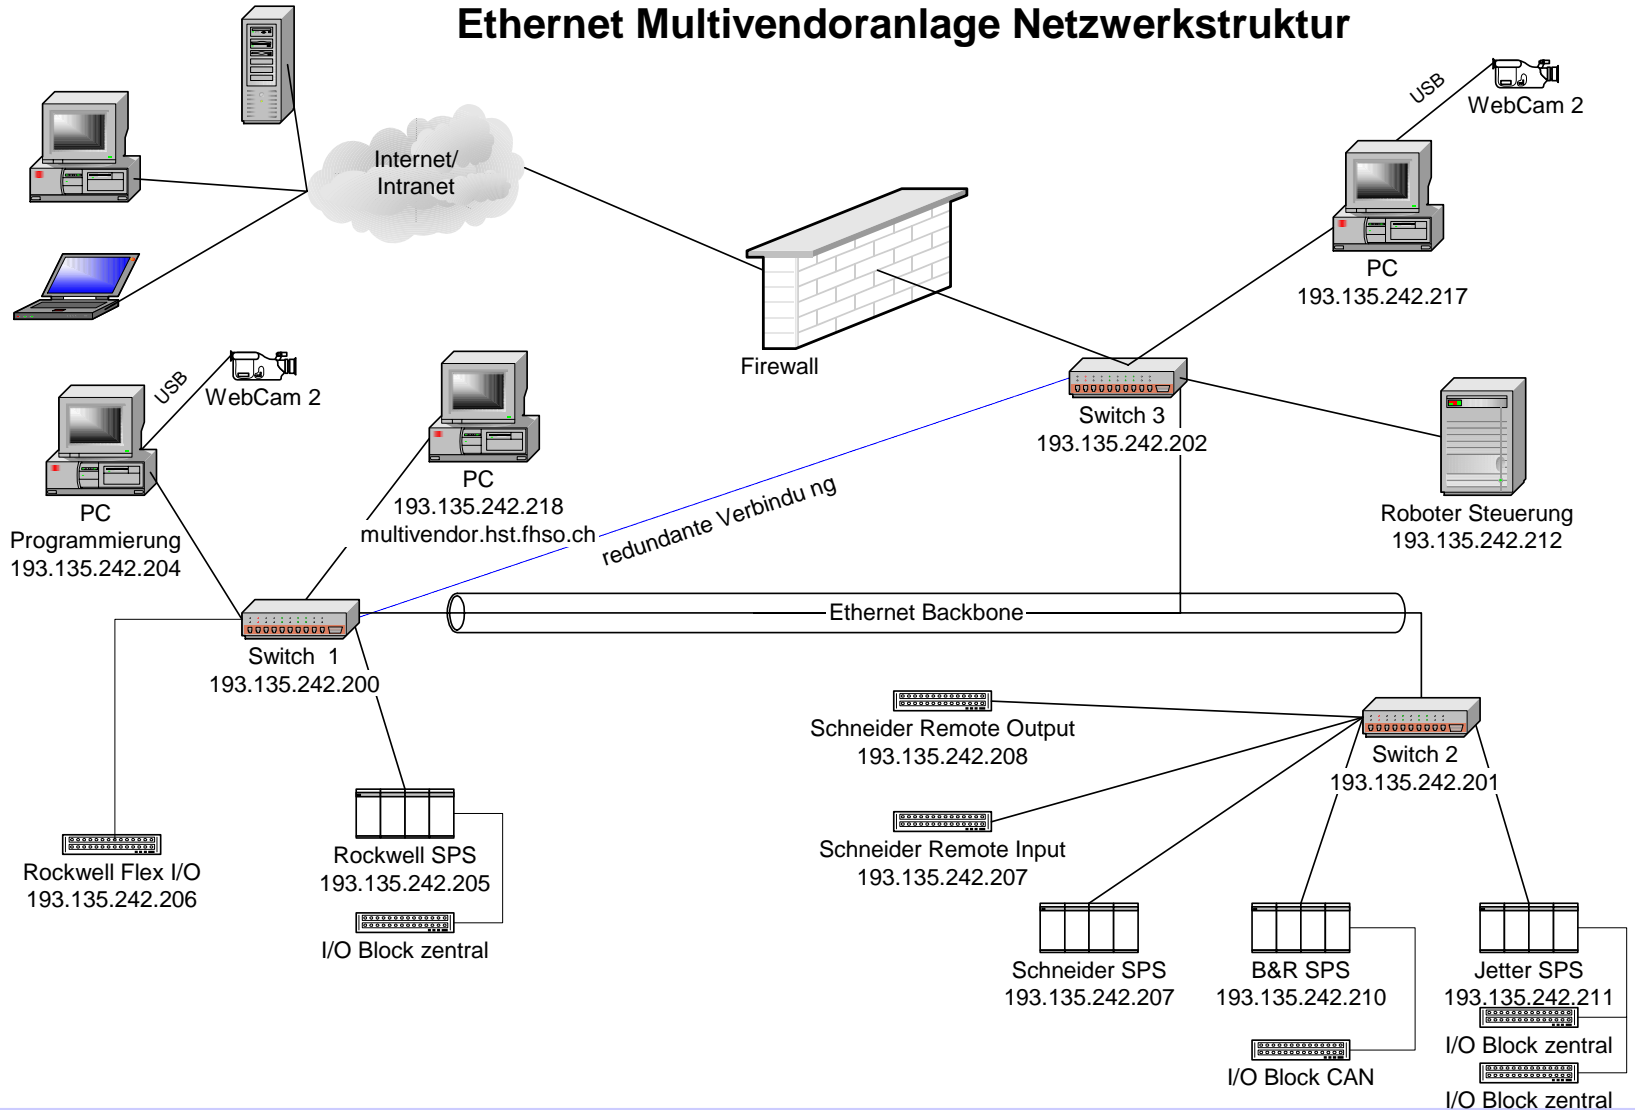 Ethernet Multivendoranlage Netzwerkstruktur
Internet/
Intranet
USB
WebCam 2
PC
193.135.242.217
Firewall
USB
WebCam 2
Switch 3
193.135.242.202
PC
193.135.242.218
multivendor.hst.fhso.ch
PC
Programmierung
193.135.242.204
redundante Verbindu ng
Roboter Steuerung
193.135.242.212
Ethernet Backbone
Switch 1
193.135.242.200
Schneider Remote Output
193.135.242.208
Switch 2
193.135.242.201
Schneider Remote Input
193.135.242.207
Rockwell Flex I/O
193.135.242.206
Rockwell SPS
193.135.242.205
I/O Block zentral
Schneider SPS
193.135.242.207
B&R SPS
193.135.242.210
Jetter SPS
193.135.242.211
I/O Block zentral
I/O Block CAN
I/O Block zentral